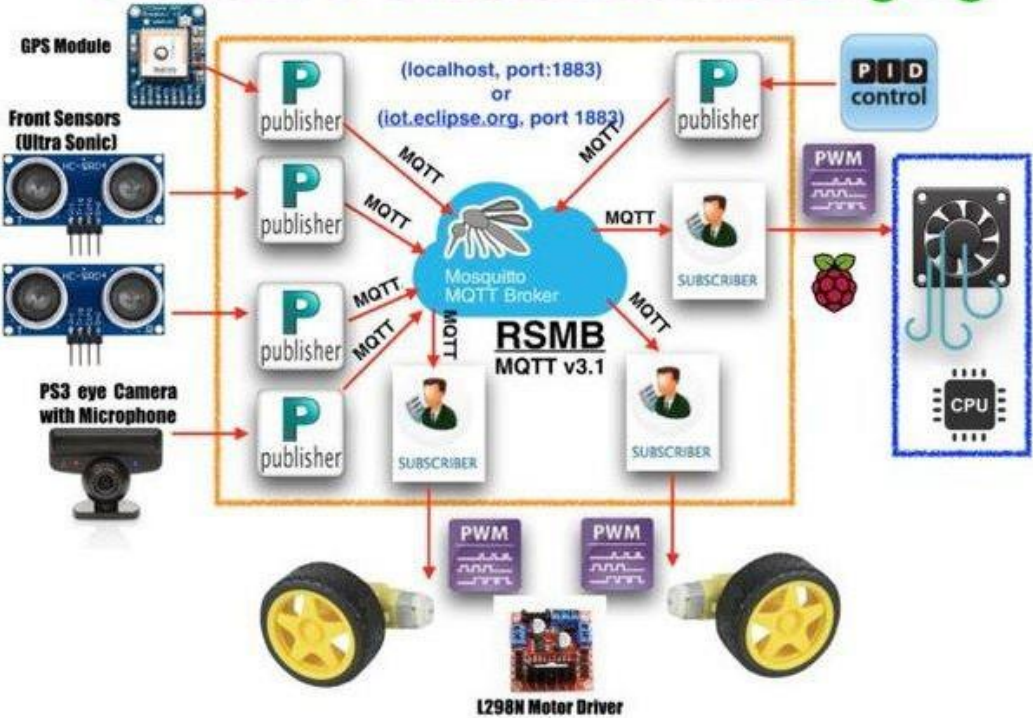 GPS Module
Front Sensors
(Ultra Sonic)
PS3 eye Camera
with Microphone
(localhost, port:1883)
or
(iot.eclipse.org, port 1883)
P
publisher
P
publisher
P
publisher
P
publisher
P
publisher
PID
control
MQTT
MQTT
MQTT
MQTT
MQTT
MQTT
MQTT
MQTT
Mosquitto
MQTT Broker
RSMB
MQTT v3.1
SUBSCRIBER
SUBSCRIBER
SUBSCRIBER
PWM
PWM
PWM
CPU
L298N Motor Driver